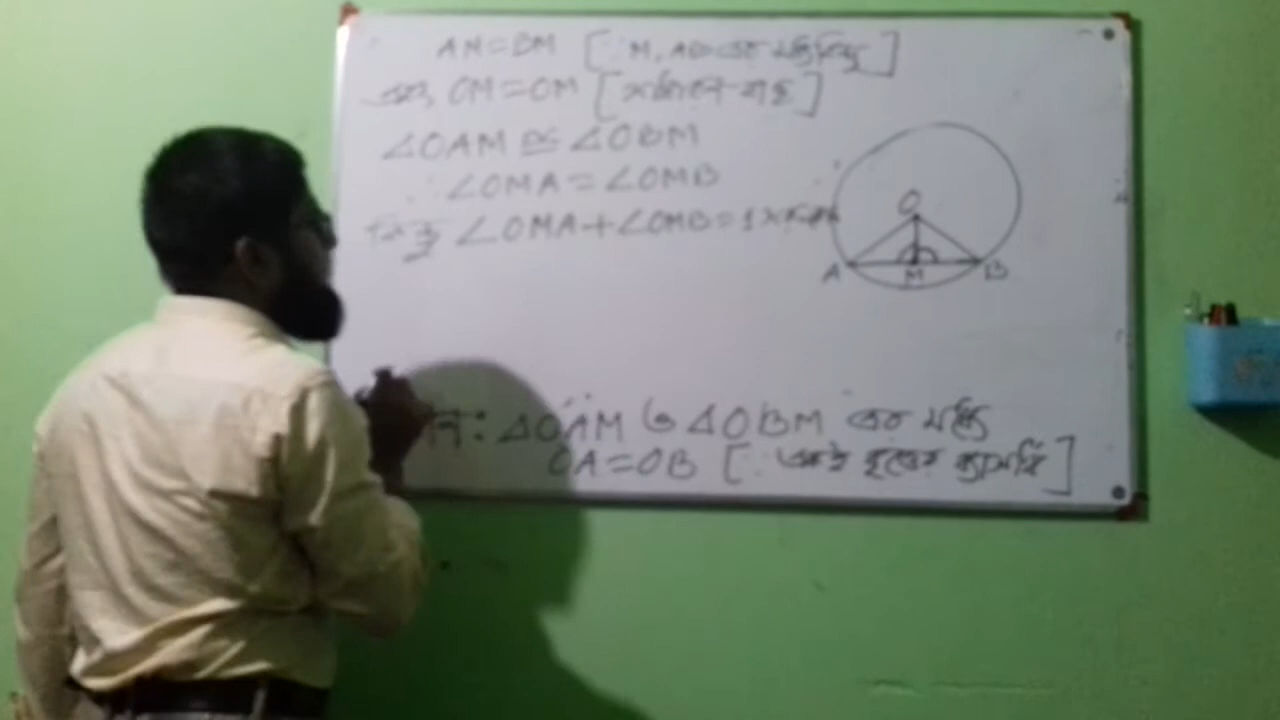 AM=BM [∵ M, AB এর মধ্যবিন্দু]
এবং OM=OM [সাধারণ বাহু]
∠OAM ≅ ∠OBM
∴ ∠OMA=∠OMB
কিন্তু ∠OMA+∠OMB=1
O
A
M
B
: ΔOAM ও ΔOBM এর মধ্যে
OA=OB [∵ একই বৃত্তের ব্যাসার্ধ]